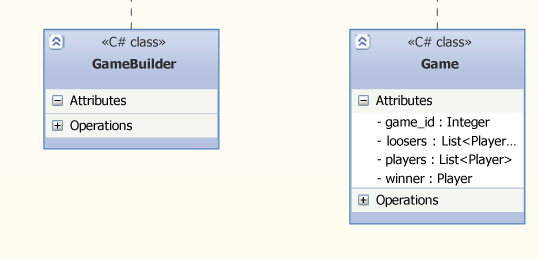 «C# class»
GameBuilder
Attributes
Operations
«C# class»
Game
Attributes
- game_id : Integer
- loosers : List<Player...
- players : List<Player>
- winner : Player
Operations